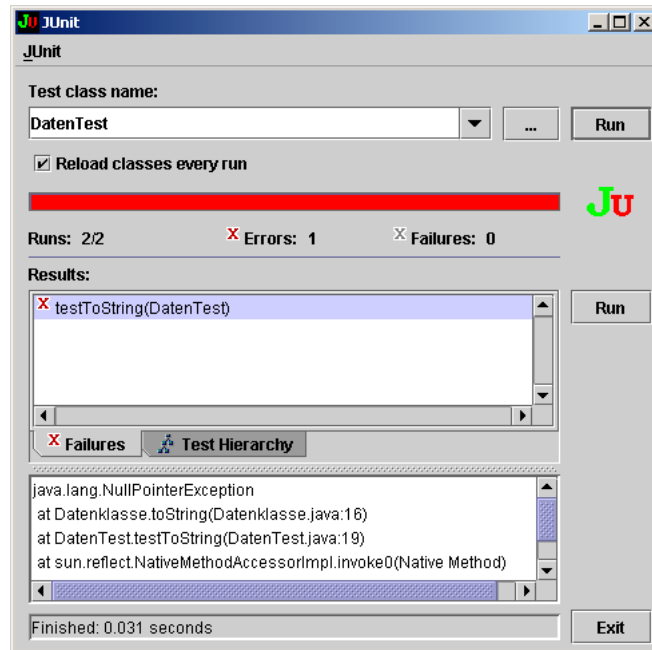 JU JUnit
JUnit
Test class name:
DatenTest ... Run
Reload classes every run
JU
Runs: 2/2 X Errors: 1 X Failures: 0
Results:
X testToString(DatenTest) Run
X Failures Test Hierarchy
java.lang.NullPointerException
at Datenklasse.toString(Datenklasse.java:16)
at DatenTest.testToString(DatenTest.java:19)
at sun.reflect.NativeMethodAccessorImpl.invoke0(Native Method)
Finished: 0.031 seconds Exit